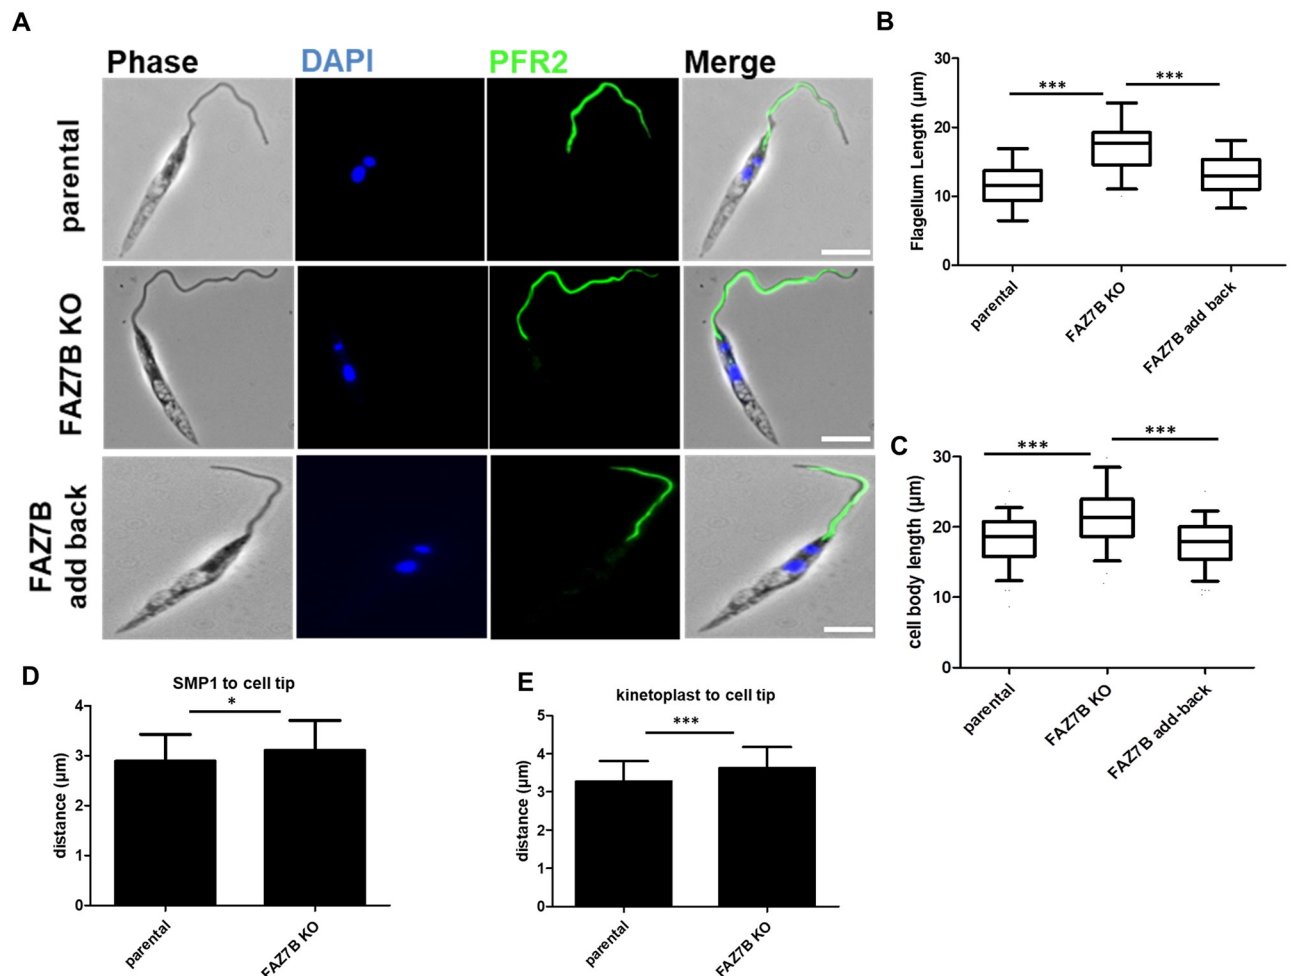 A
Phase
DAPI
PFR2
Merge
parental
FAZ7B KO
FAZ7B
add back
B
Flagellum Length (μm)
30
20
10
0
***
***
parental
FAZ7B KO
FAZ7B add back
C
cell body length (μm)
30
20
10
0
***
***
parental
FAZ7B KO
FAZ7B add-back
D
SMP1 to cell tip
*
distance (μm)
4
3
2
1
0
parental
FAZ7B KO
E
kinetoplast to cell tip
***
distance (μm)
5
4
3
2
1
0
parental
FAZ7B KO